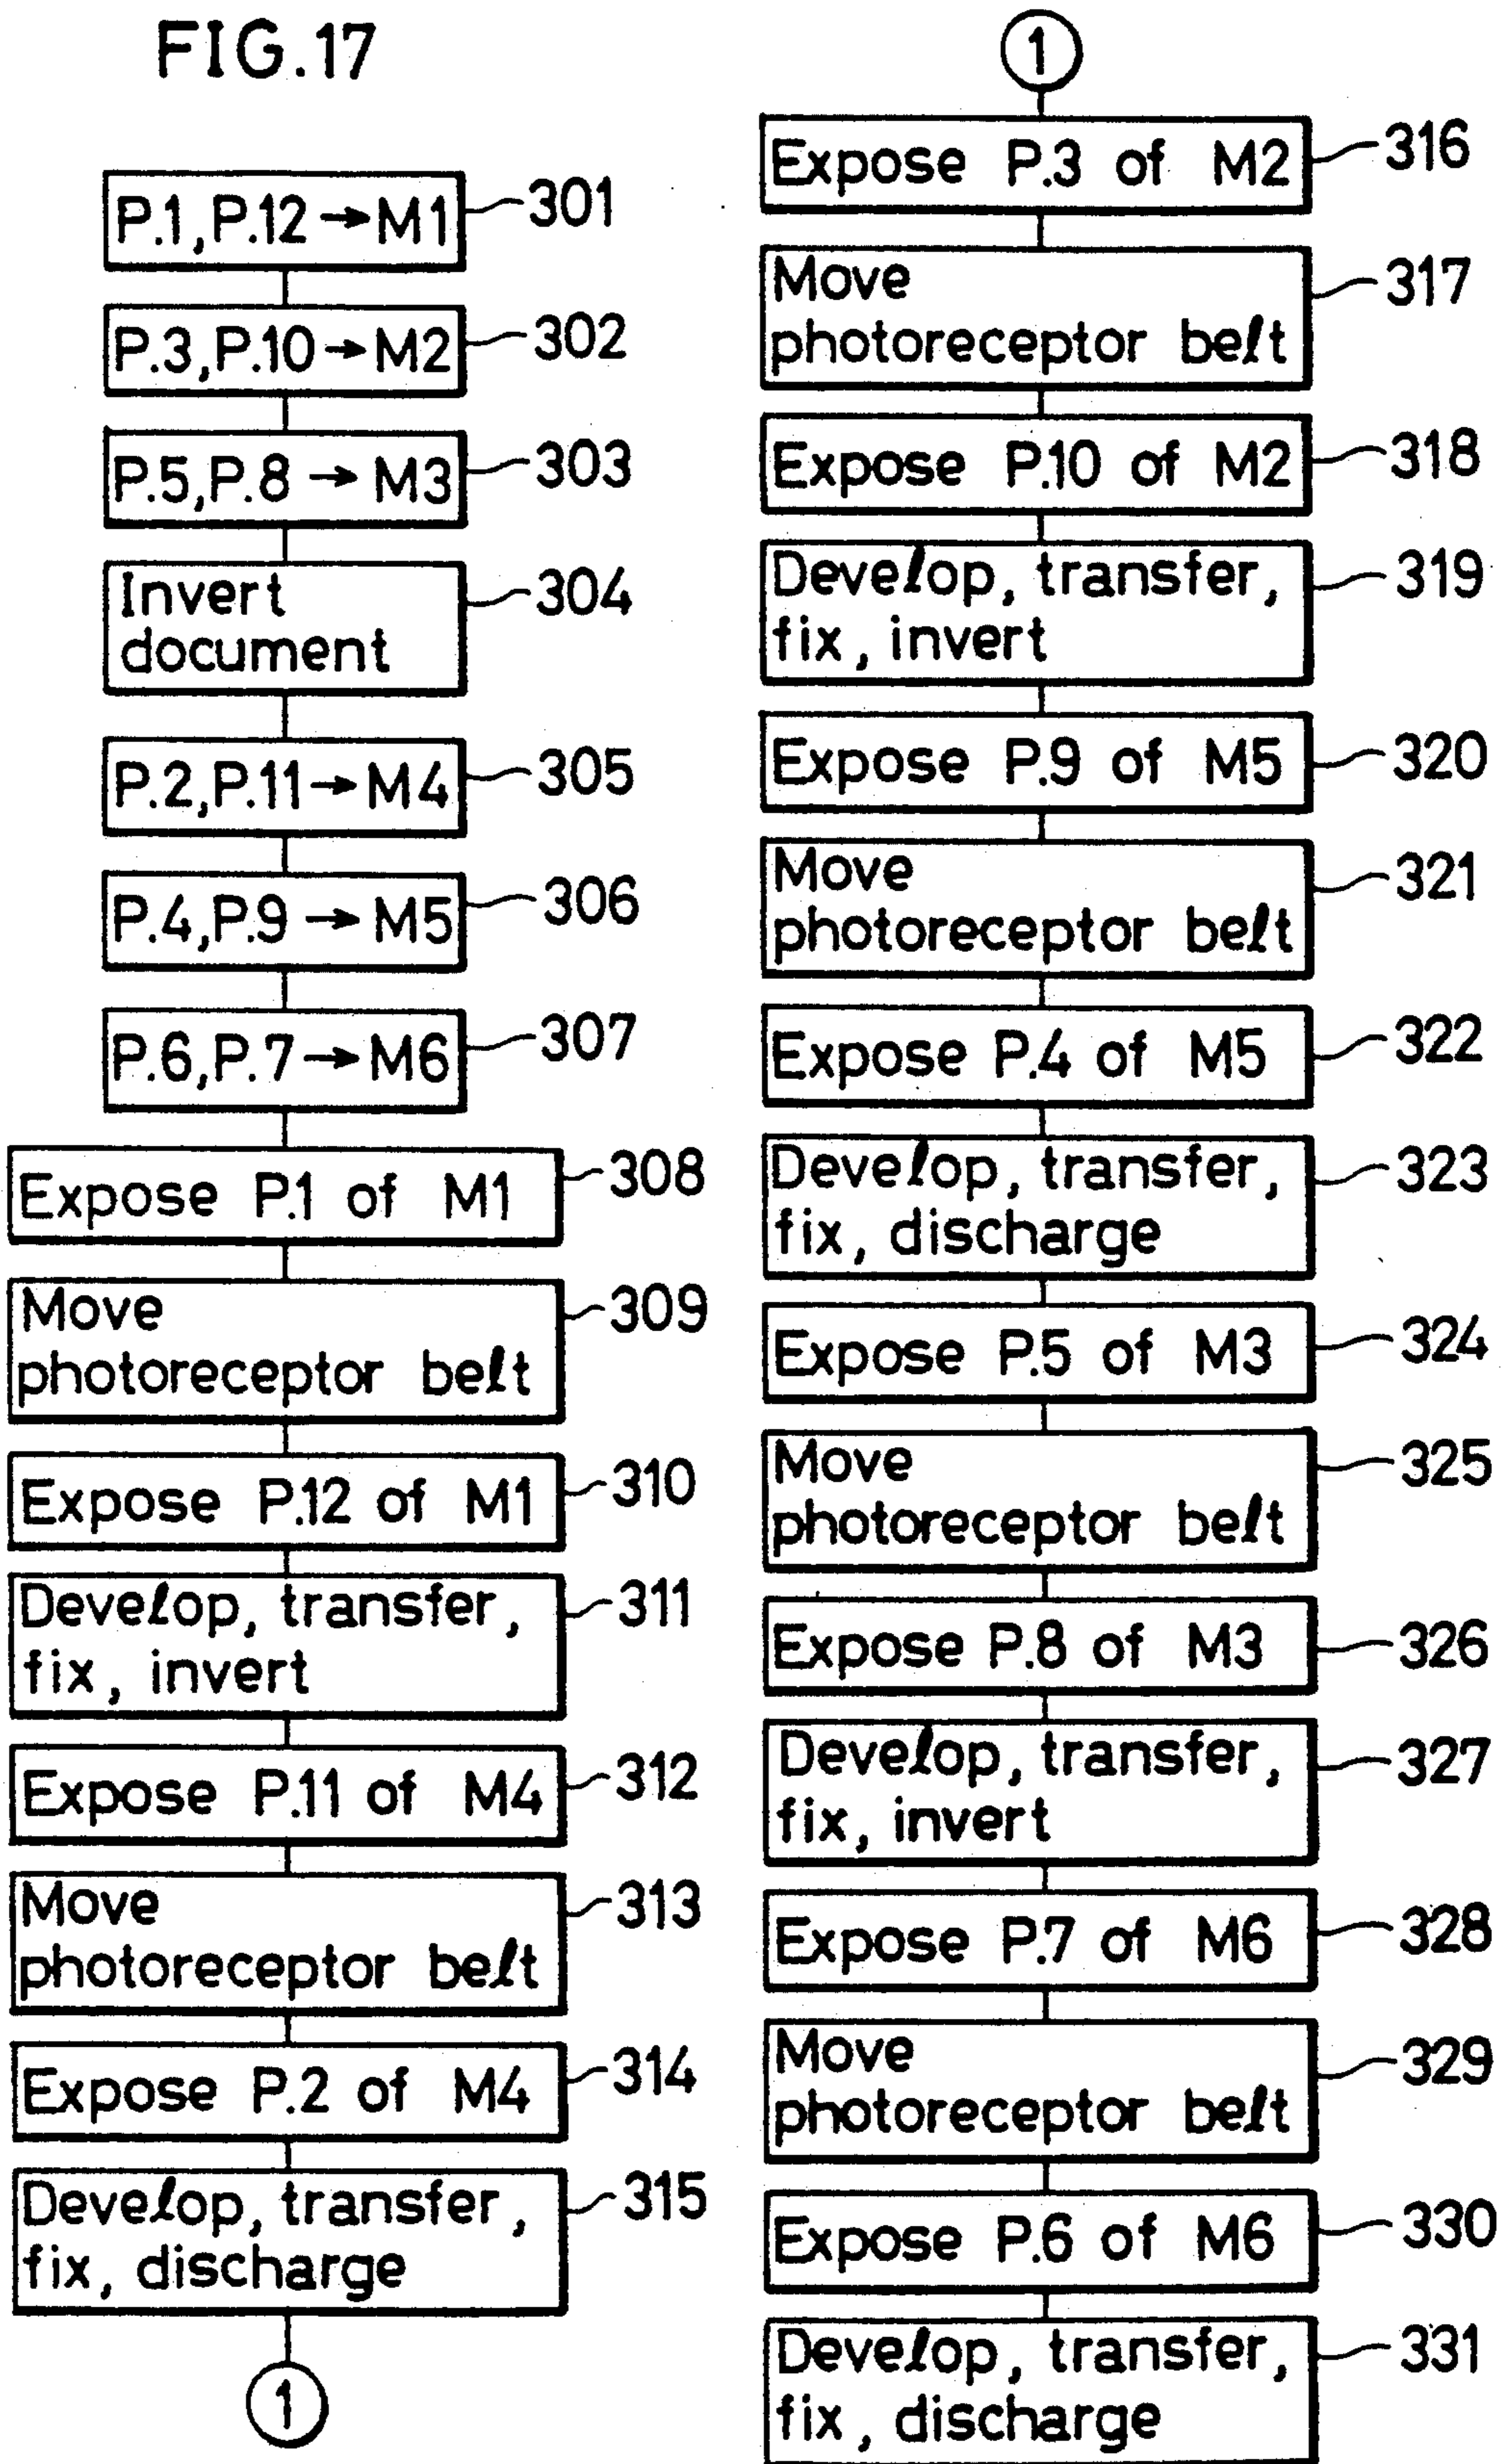 FIG.17
P.1,P.12→M1
301
P.3,P.10→M2
302
P.5,P.8→M3
303
Invert
document
304
P.2,P.11→M4
305
P.4,P.9→M5
306
P.6,P.7→M6
307
Expose P.1 of M1
308
Move
photoreceptor belt
309
Expose P.12 of M1
310
Develop, transfer,
fix, invert
311
Expose P.11 of M4
312
Move
photoreceptor belt
313
Expose P.2 of M4
314
Develop, transfer,
fix, discharge
315
1
1
Expose P.3 of M2
316
Move
photoreceptor belt
317
Expose P.10 of M2
318
Develop, transfer,
fix, invert
319
Expose P.9 of M5
320
Move
photoreceptor belt
321
Expose P.4 of M5
322
Develop, transfer,
fix, discharge
323
Expose P.5 of M3
324
Move
photoreceptor belt
325
Expose P.8 of M3
326
Develop, transfer,
fix, invert
327
Expose P.7 of M6
328
Move
photoreceptor belt
329
Expose P.6 of M6
330
Develop, transfer,
fix, discharge
331